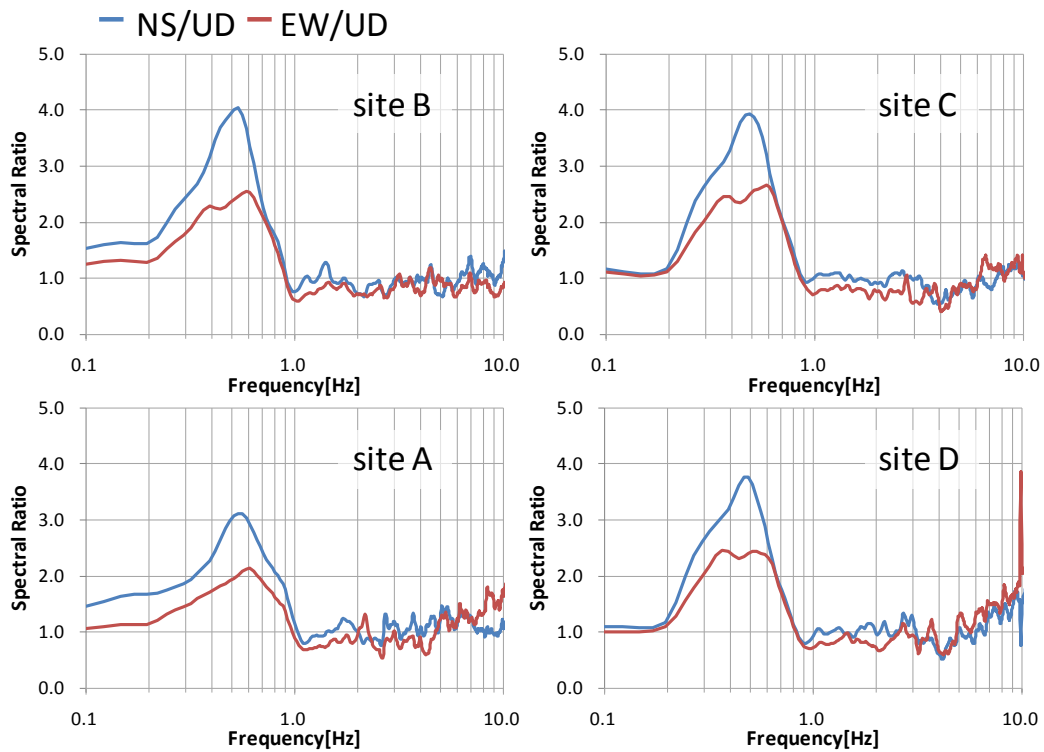 NS/UD EW/UD
site B
Spectral Ratio
5.0
4.0
3.0
2.0
1.0
0.0
0.1 1.0 10.0
Frequency[Hz]
site C
Spectral Ratio
5.0
4.0
3.0
2.0
1.0
0.0
0.1 1.0 10.0
Frequency[Hz]
site A
Spectral Ratio
5.0
4.0
3.0
2.0
1.0
0.0
0.1 1.0 10.0
Frequency[Hz]
site D
Spectral Ratio
5.0
4.0
3.0
2.0
1.0
0.0
0.1 1.0 10.0
Frequency[Hz]